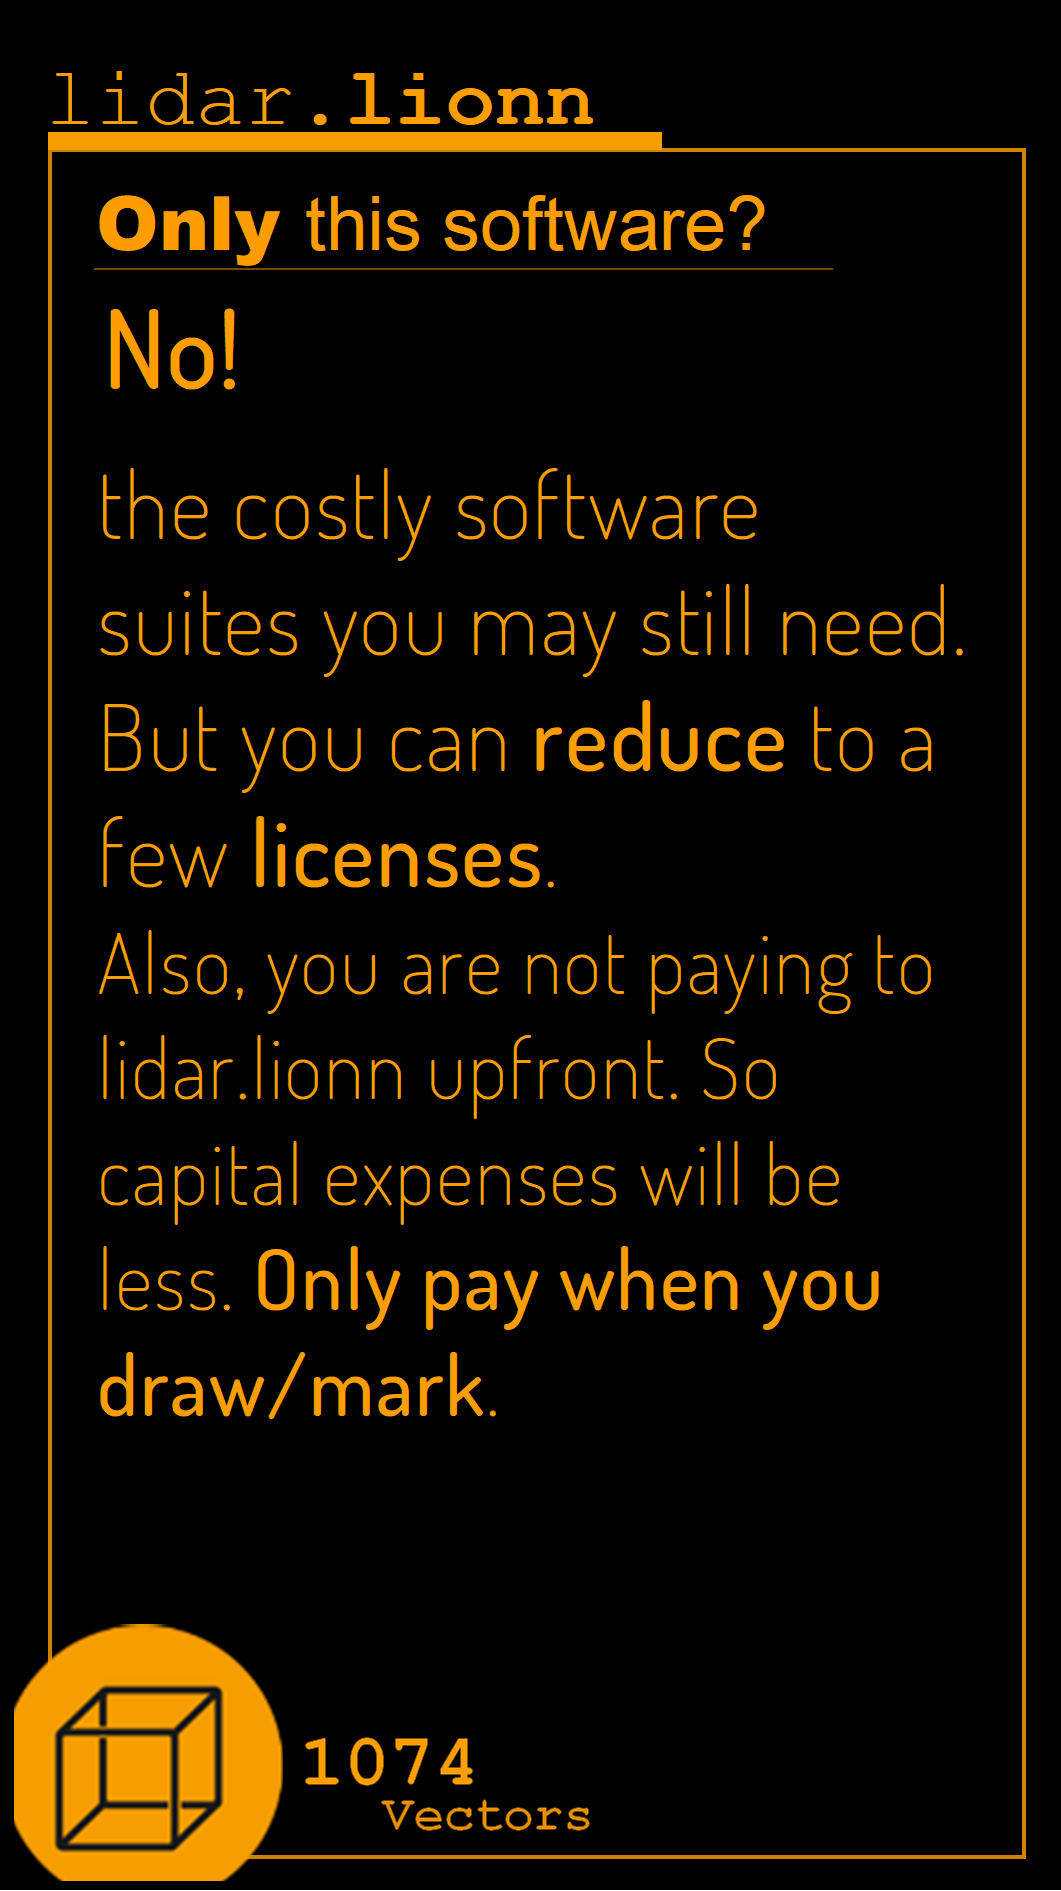 lidar.lionn
Only this software?
No!
the costly software
suites you may still need.
But you can reduce to a
few licenses.
Also, you are not paying to
lidar.lionn upfront. So
capital expenses will be
less. Only pay when you
draw/mark.
1074
Vectors